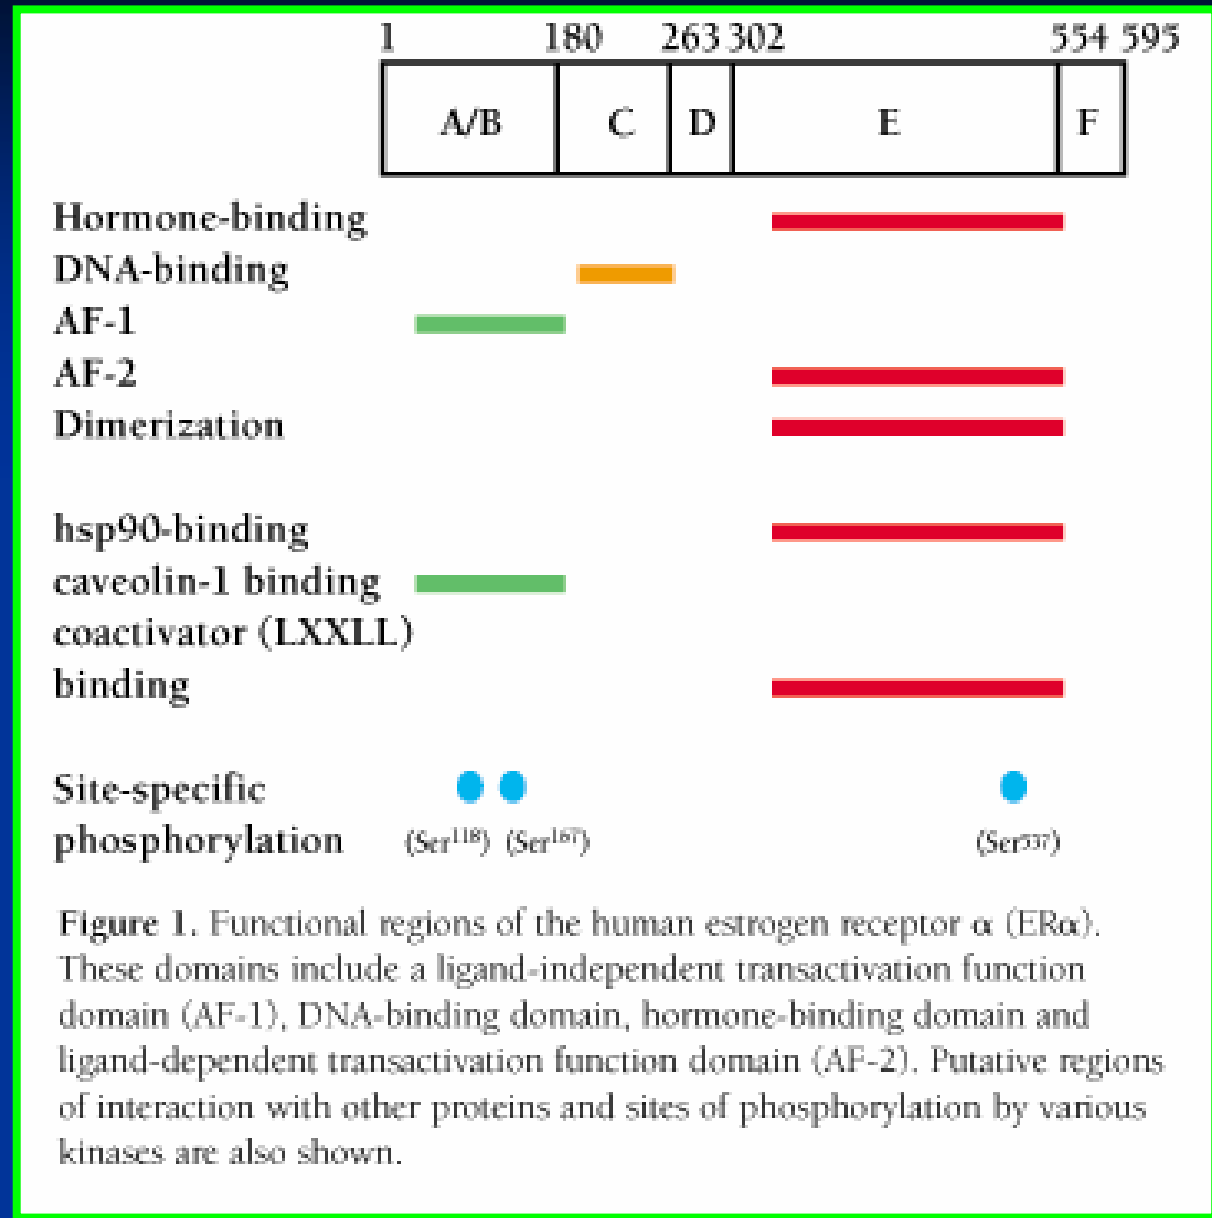 1 180 263 302 554 595
A/B C D E F
Hormone-binding
DNA-binding
AF-1
AF-2
Dimerization
hsp90-binding
caveolin-1 binding
coactivator (LXXLL)
binding
Site-specific
phosphorylation (Ser118) (Ser167) (Ser537)
Figure 1. Functional regions of the human estrogen receptor α (ERα).
These domains include a ligand-independent transactivation function
domain (AF-1), DNA-binding domain, hormone-binding domain and
ligand-dependent transactivation function domain (AF-2). Putative regions
of interaction with other proteins and sites of phosphorylation by various
kinases are also shown.